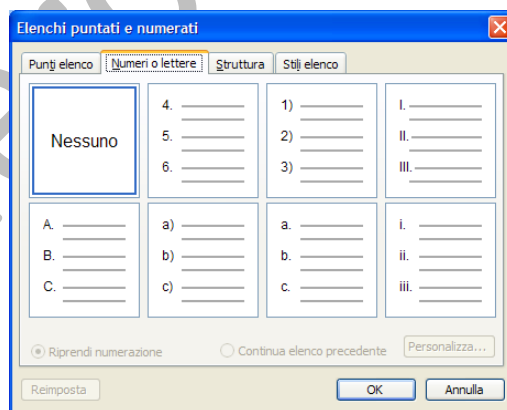 Elenchi puntati e numerati
Punti elenco Numeri o lettere Struttura Stili elenco
Nessuno
4.
5.
6.
1)
2)
3)
I.
II.
III.
A.
B.
C.
a)
b)
c)
a.
b.
c.
i.
ii.
iii.
Riprendi numerazione Continua elenco precedente Personalizza...
Reimposta OK Annulla